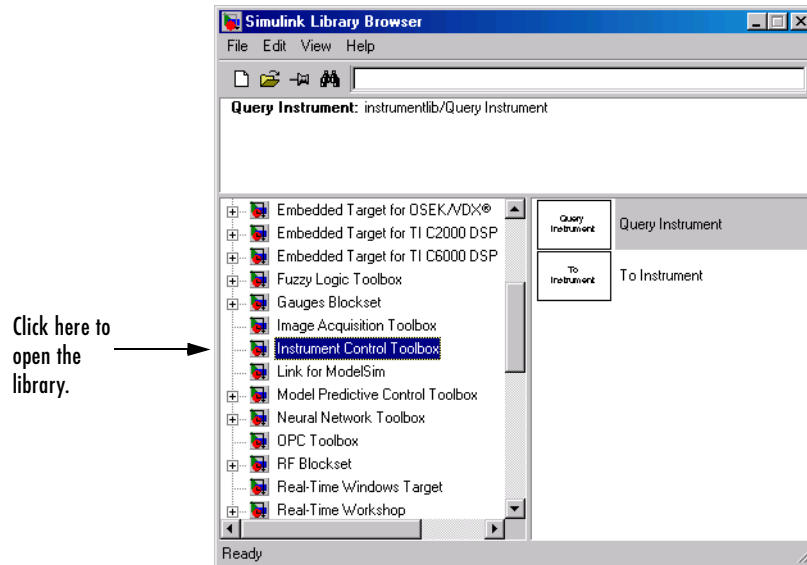 Simulink Library Browser
File Edit View Help
Query Instrument: instrumentlib/Query Instrument
Embedded Target for OSEK/VDX®
Embedded Target for TI C2000 DSP
Embedded Target for TI C6000 DSP
Fuzzy Logic Toolbox
Gauges Blockset
Image Acquisition Toolbox
Instrument Control Toolbox
Link for ModelSim
Model Predictive Control Toolbox
Neural Network Toolbox
OPC Toolbox
RF Blockset
Real-Time Windows Target
Real-Time Workshop
Query
Instrument
Query Instrument
To
Instrument
To Instrument
Click here to
open the
library.
Ready